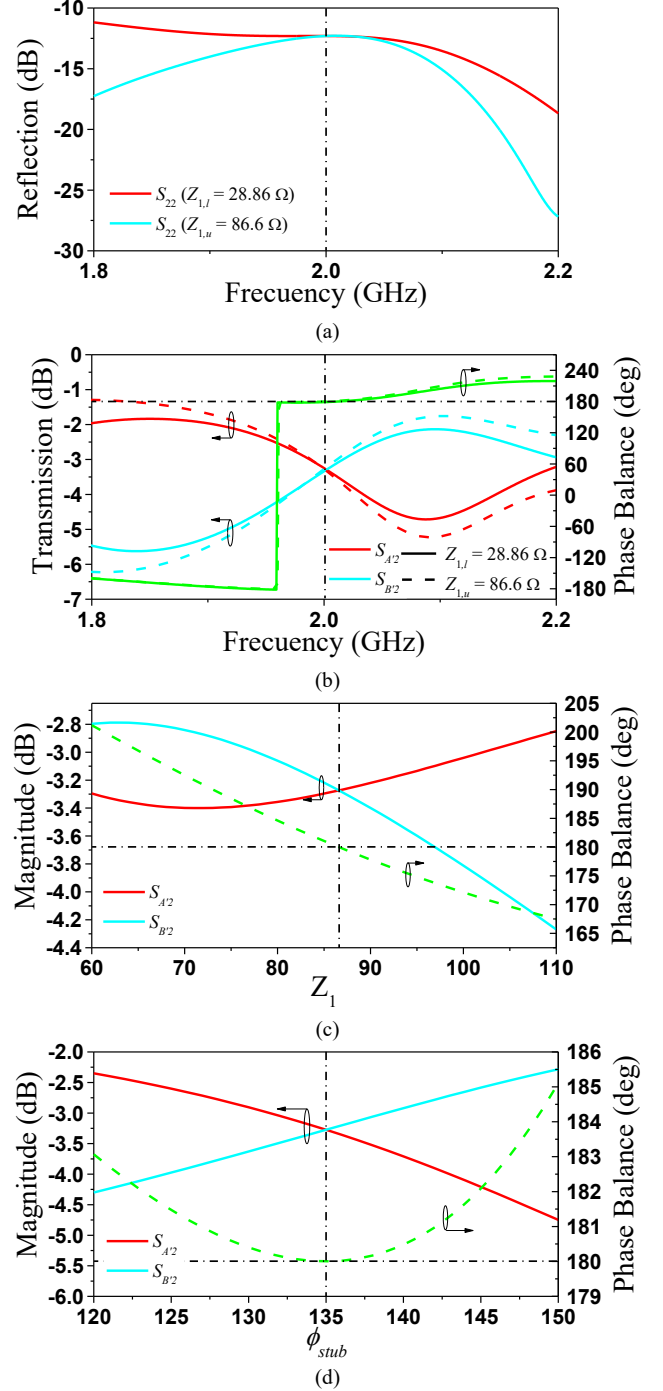 -10
-15
-20
-25
-30
Reflection (dB)
S22 (Z1,l = 28.86 Ω)
S22 (Z1,u = 86.6 Ω)
1.8 2.0 2.2
Frecuency (GHz)
(a)
0
-1
-2
-3
-4
-5
-6
-7
Transmission (dB)
240
180
120
60
0
-60
-120
-180
Phase Balance (deg)
SA'2 Z1,l = 28.86 Ω
SB'2 Z1,u = 86.6 Ω
1.8 2.0 2.2
Frecuency (GHz)
(b)
-2.8
-3.0
-3.2
-3.4
-3.6
-3.8
-4.0
-4.2
-4.4
Magnitude (dB)
205
200
195
190
185
180
175
170
165
Phase Balance (deg)
SA'2
SB'2
60 70 80 90 100 110
Z1
(c)
-2.0
-2.5
-3.0
-3.5
-4.0
-4.5
-5.0
-5.5
-6.0
Magnitude (dB)
186
185
184
183
182
181
180
179
Phase Balance (deg)
SA'2
SB'2
120 125 130 135 140 145 150
ϕstub
(d)